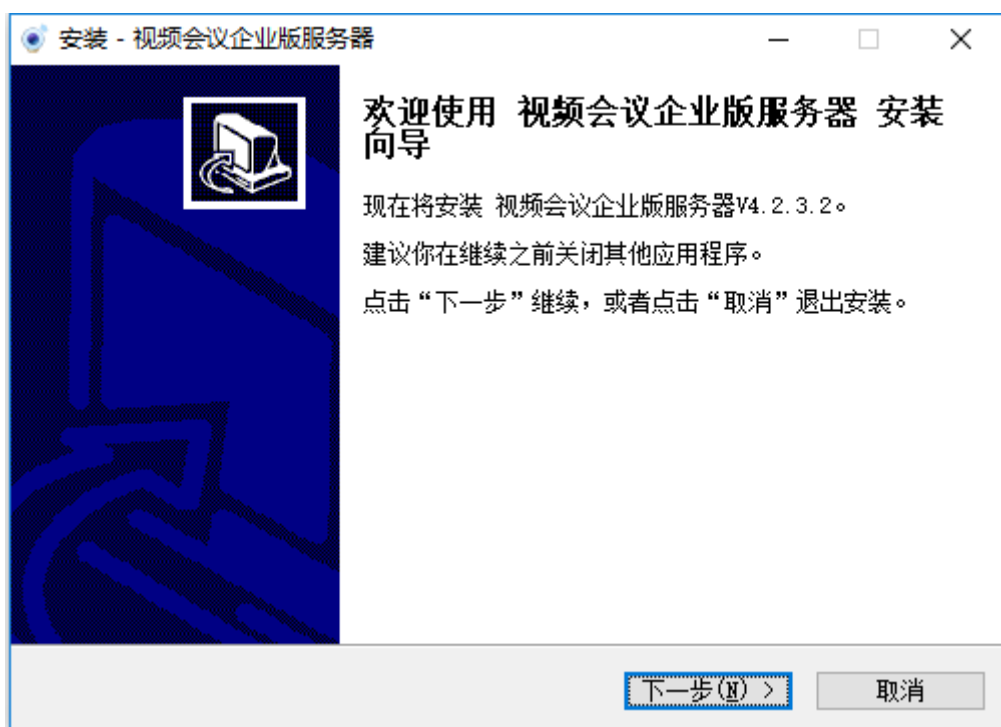 安装 - 视频会议企业版服务器
欢迎使用 视频会议企业版服务器 安装
向导
现在将安装 视频会议企业版服务器V4.2.3.2。
建议你在继续之前关闭其他应用程序。
点击“下一步”继续，或者点击“取消”退出安装。
下一步(N) >
取消